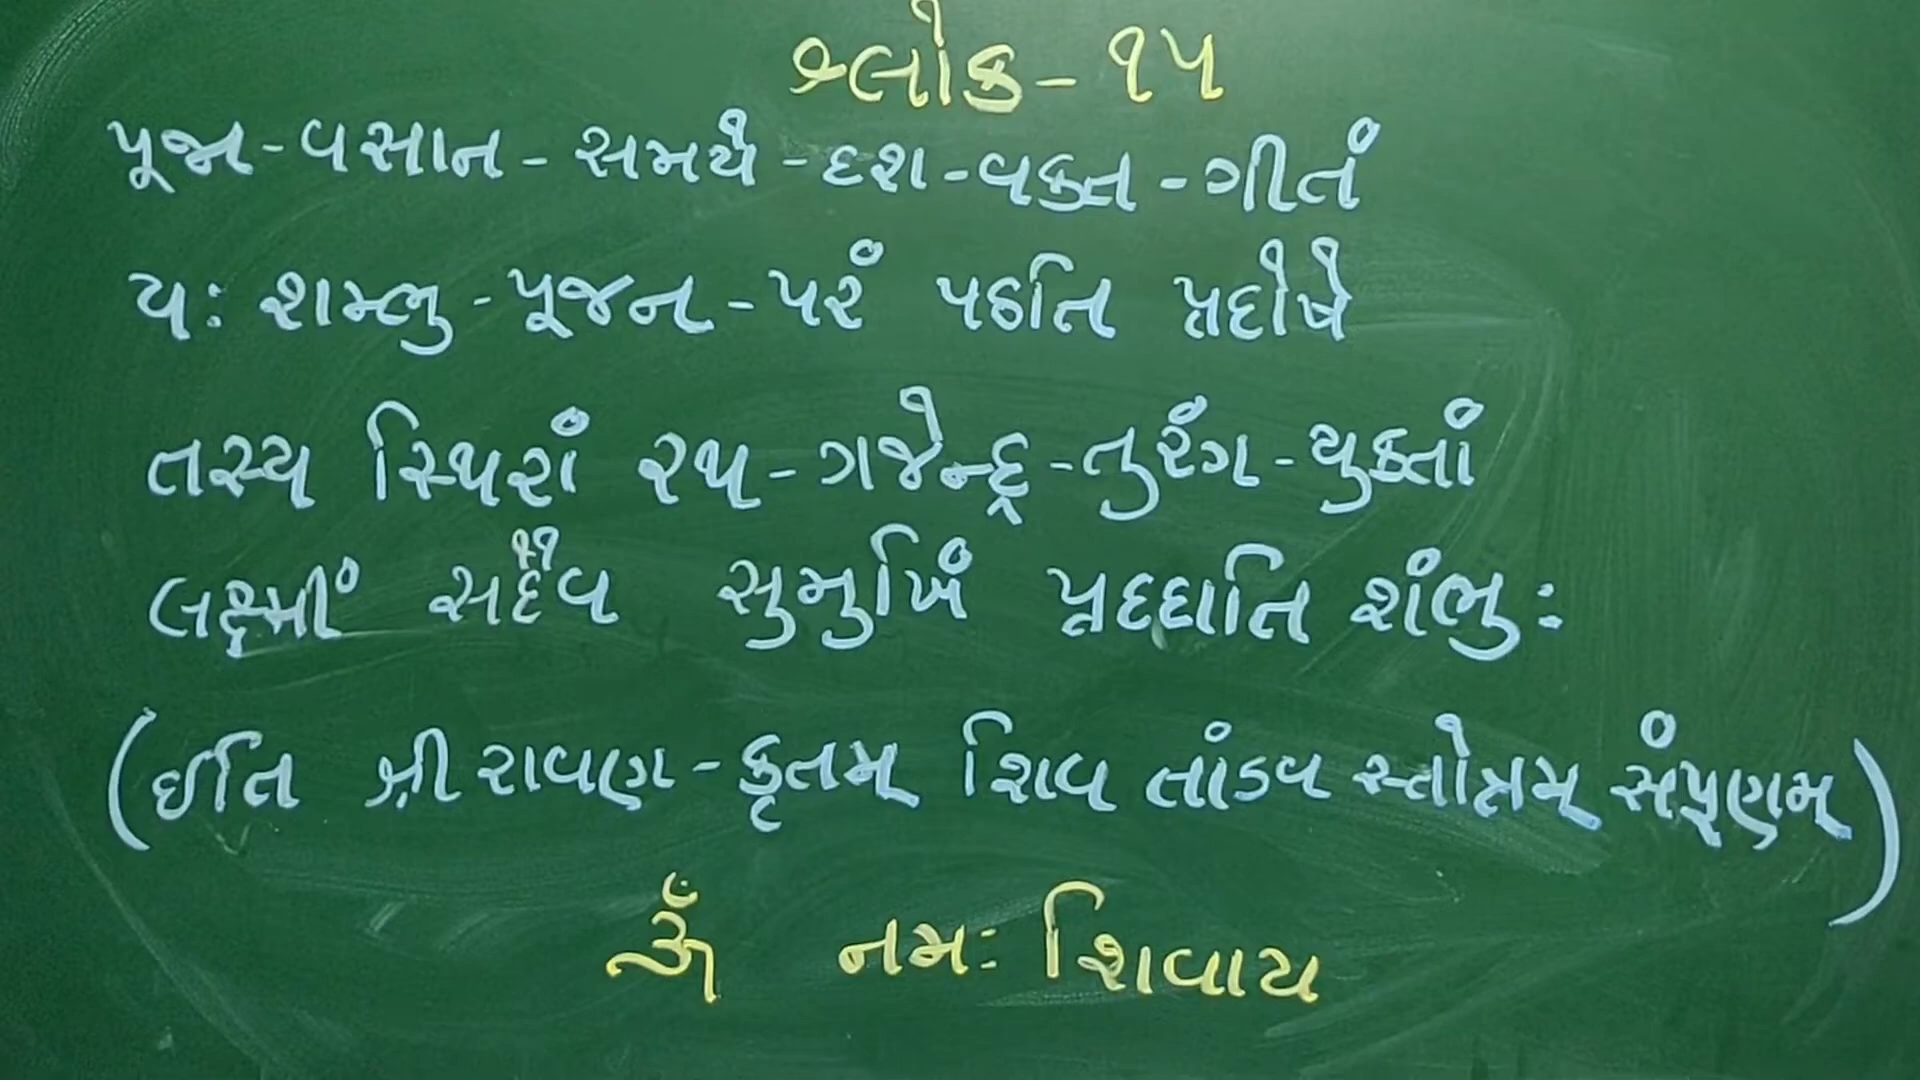 શ્લોક - ૧૫
પૂજા - વસાન - સમયે - દશ - વક્ત - ગીતં
યઃ શમ્ભુ - પૂજન - પરં પઠતિ પ્રદોષે
તસ્ય સ્થિરાં રથ - ગજેન્દ્ર - તુરંગ - યુક્તાં
લક્ષ્મીં સદૈવ સુમુખિં પ્રદદાતિ શંભુઃ
(ઇતિ શ્રી રાવણ - કૃતમ્ શિવ તાંડવ સ્તોત્રમ્ સંપૂણમ્)
ૐ નમઃ શિવાય